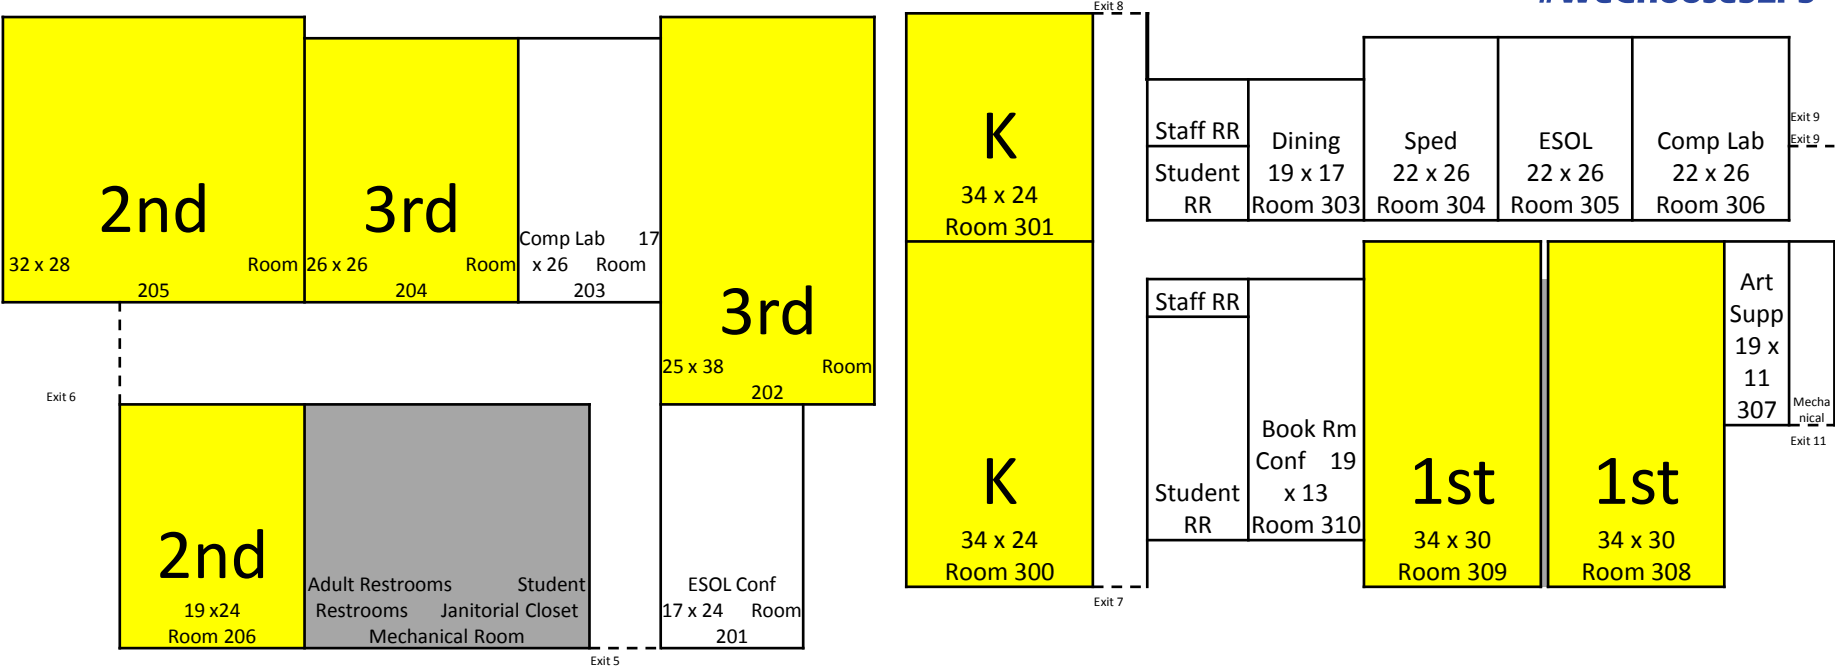 Exit 8
2nd
32 x 28 Room
205
3rd
26 x 26 Room
204
Comp Lab 17
x 26 Room
203
3rd
25 x 38 Room
202
Exit 6
2nd
19 x24
Room 206
Adult Restrooms Student
Restrooms Janitorial Closet
Mechanical Room
Exit 5
ESOL Conf
17 x 24 Room
201
K
34 x 24
Room 301
K
34 x 24
Room 300
Exit 7
Staff RR
Student
RR
Dining
19 x 17
Room 303
Sped
22 x 26
Room 304
ESOL
22 x 26
Room 305
Comp Lab
22 x 26
Room 306
Exit 9
Exit 9
Staff RR
Student
RR
Book Rm
Conf 19
x 13
Room 310
1st
34 x 30
Room 309
1st
34 x 30
Room 308
Art
Supp
19 x
11
307
Mecha
nical
Exit 11